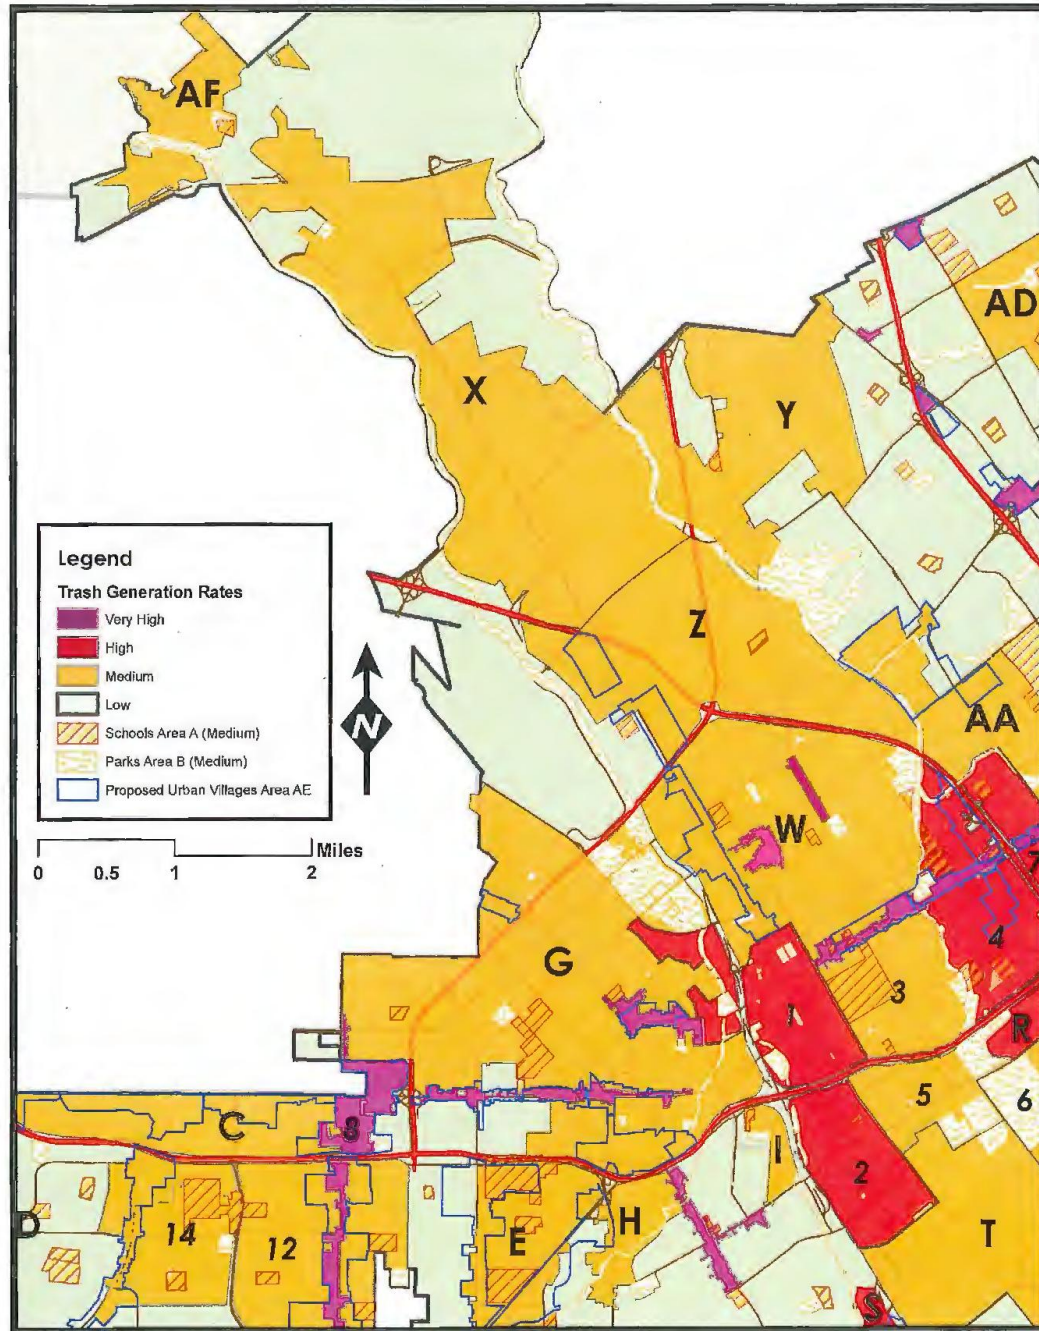 AF
AD
X
Y
Legend
Trash Generation Rates
Very High
High
Medium
Low
Schools Area A (Medium)
Parks Area B (Medium)
Proposed Urban Villages Area AE
N
Z
AA
W
Miles
0 0.5 1 2
7
4
G
3
1
R
5
6
C
8
I
2
D
14
12
E
H
T
S